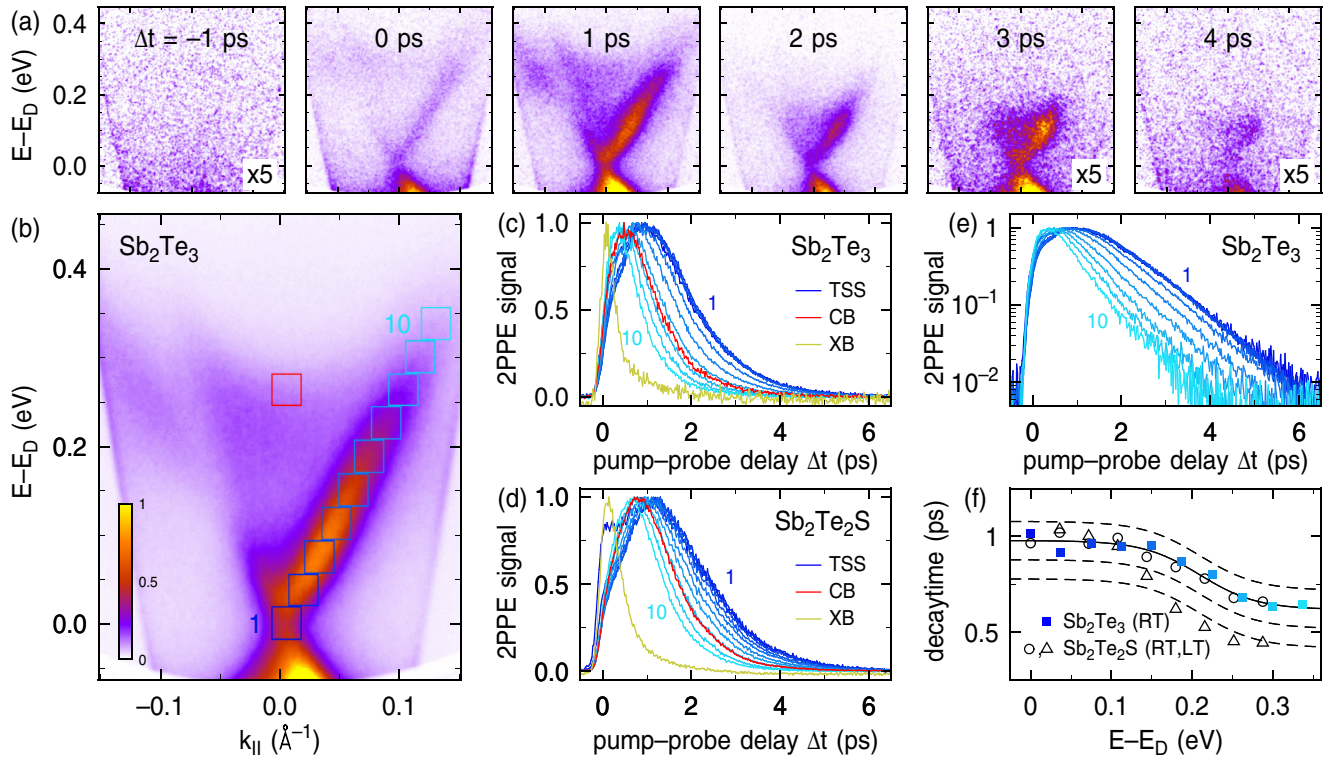 (a)
Δt = −1 ps
0 ps
1 ps
2 ps
3 ps
4 ps
E−E_D (eV)
0.4
0.2
0.0
x5
x5
x5
(b)
Sb₂Te₃
E−E_D (eV)
0.4
0.2
0.0
10
1
1
0.5
0
−0.1
0.0
0.1
k_II (Å⁻¹)
(c)
Sb₂Te₃
2PPE signal
1.0
0.5
0.0
1
10
TSS
CB
XB
0
2
4
6
pump–probe delay Δt (ps)
(d)
Sb₂Te₂S
2PPE signal
1.0
0.5
0.0
1
10
TSS
CB
XB
0
2
4
6
pump–probe delay Δt (ps)
(e)
Sb₂Te₃
2PPE signal
1
10⁻¹
10⁻²
1
10
0
2
4
6
pump–probe delay Δt (ps)
(f)
decaytime (ps)
1
0.5
Sb₂Te₃ (RT)
Sb₂Te₂S (RT,LT)
0
0.1
0.2
0.3
E−E_D (eV)